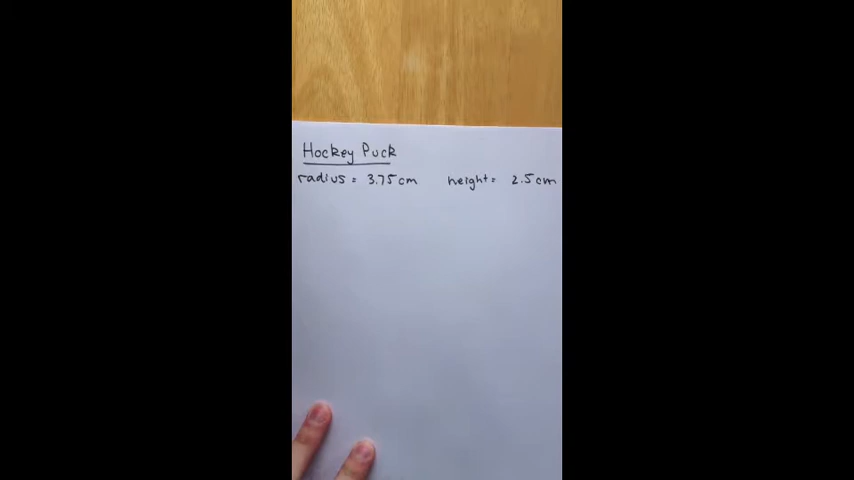 Hockey Puck
radius = 3.75cm height = 2.5cm